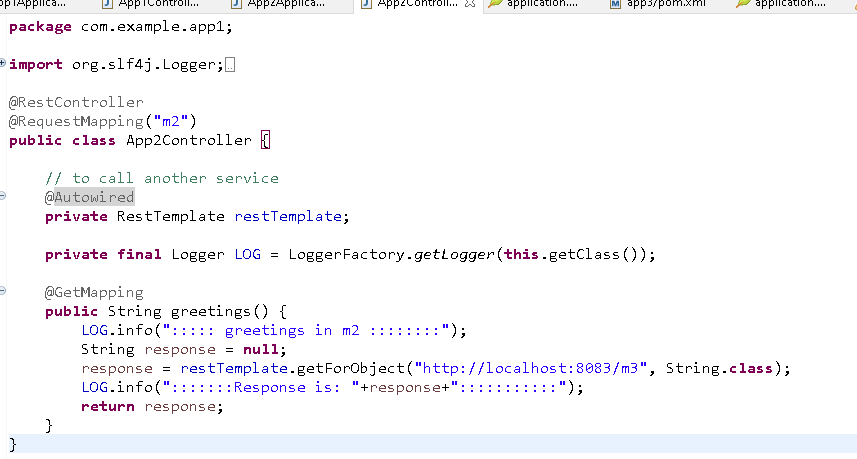 App1Controll... App2Applica... App2Controll... application.... app3/pom.xml application....
package com.example.app1;
import org.slf4j.Logger;
@RestController
@RequestMapping("m2")
public class App2Controller {
// to call another service
@Autowired
private RestTemplate restTemplate;
private final Logger LOG = LoggerFactory.getLogger(this.getClass());
@GetMapping
public String greetings() {
LOG.info("::::: greetings in m2 ::::::::");
String response = null;
response = restTemplate.getForObject("http://localhost:8083/m3", String.class);
LOG.info(":::::::Response is: "+response+":::::::::::");
return response;
}
}